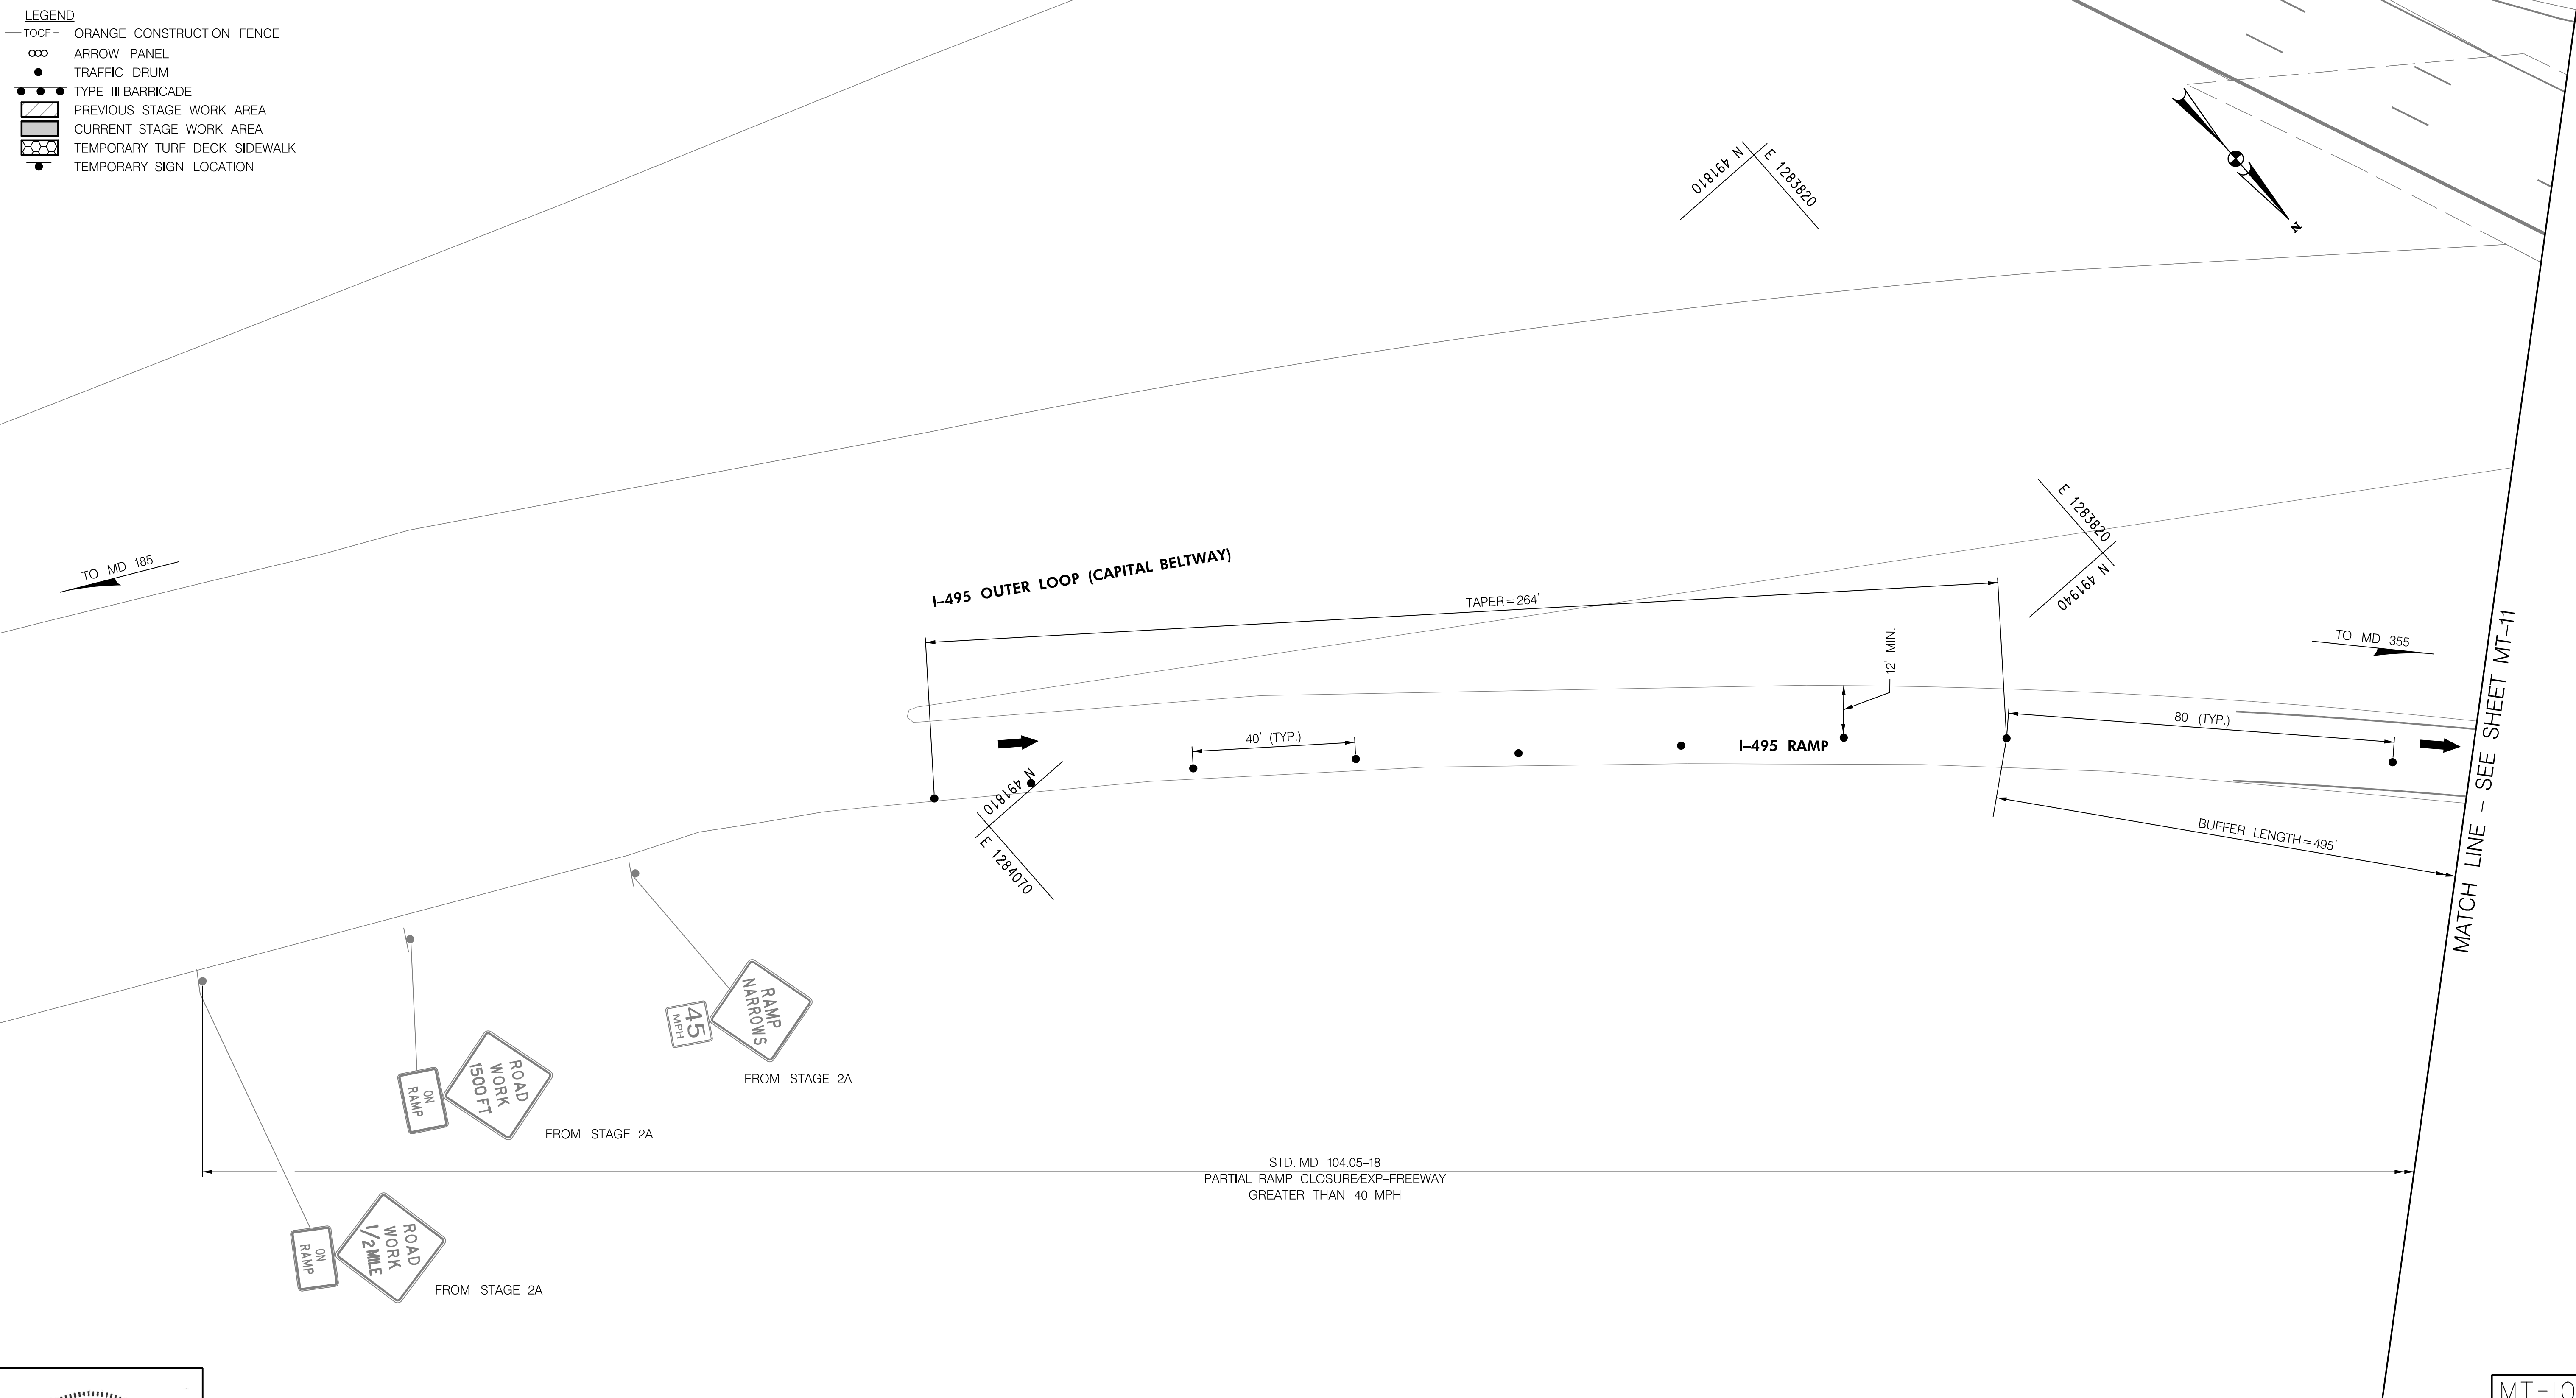 LEGEND
TOCF ORANGE CONSTRUCTION FENCE
ARROW PANEL
TRAFFIC DRUM
TYPE III BARRICADE
PREVIOUS STAGE WORK AREA
CURRENT STAGE WORK AREA
TEMPORARY TURF DECK SIDEWALK
TEMPORARY SIGN LOCATION
N 491810
E 1283820
N
E 1283820
N 491940
TO MD 185
I-495 OUTER LOOP (CAPITAL BELTWAY)
TAPER=264'
12' MIN.
TO MD 355
40' (TYP.)
I-495 RAMP
80' (TYP.)
N 491810
E 1284070
BUFFER LENGTH=495'
MATCH LINE - SEE SHEET MT-11
RAMP
NARROWS
45
MPH
FROM STAGE 2A
ROAD
WORK
1500FT
ON
RAMP
FROM STAGE 2A
STD. MD 104.05-18
PARTIAL RAMP CLOSURE/EXP-FREEWAY
GREATER THAN 40 MPH
ROAD
WORK
1/2 MILE
ON
RAMP
FROM STAGE 2A
MT-10